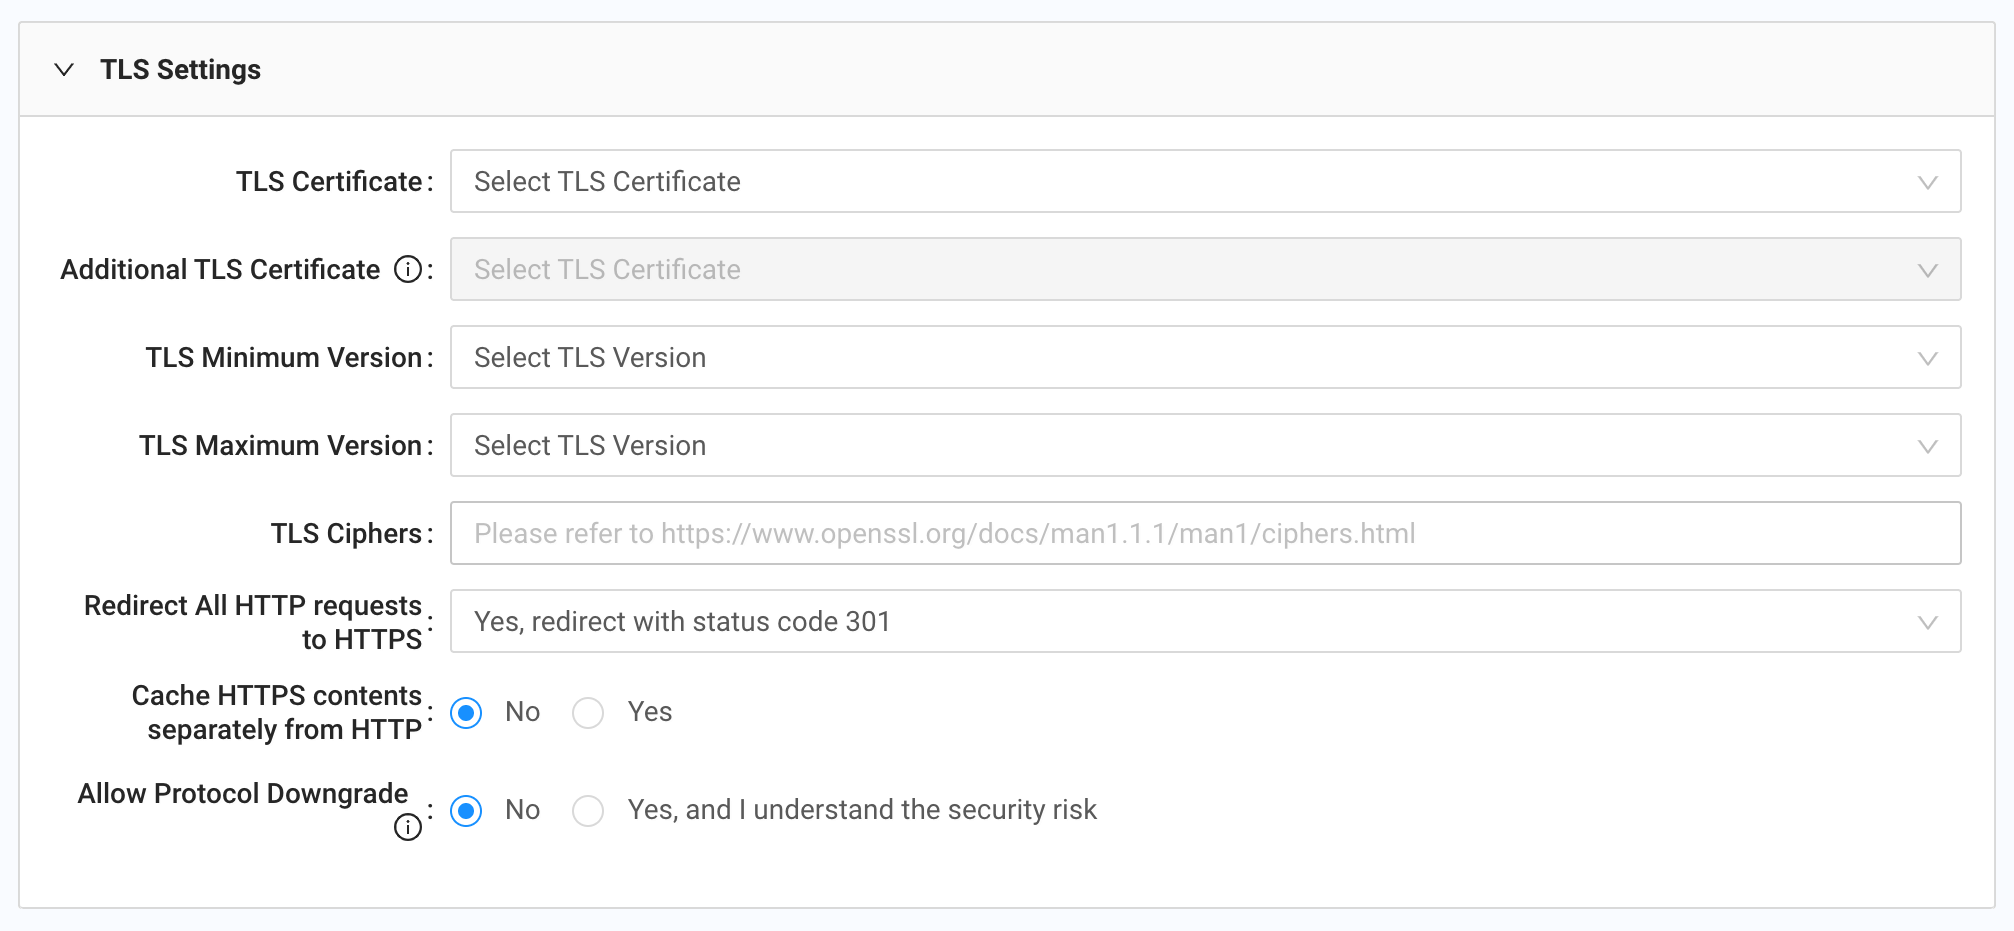 TLS Settings
TLS Certificate: Select TLS Certificate
Additional TLS Certificate : Select TLS Certificate
TLS Minimum Version: Select TLS Version
TLS Maximum Version: Select TLS Version
TLS Ciphers: Please refer to https://www.openssl.org/docs/man1.1.1/man1/ciphers.html
Redirect All HTTP requests
to HTTPS : Yes, redirect with status code 301
Cache HTTPS contents
separately from HTTP : No Yes
Allow Protocol Downgrade
: No Yes, and I understand the security risk